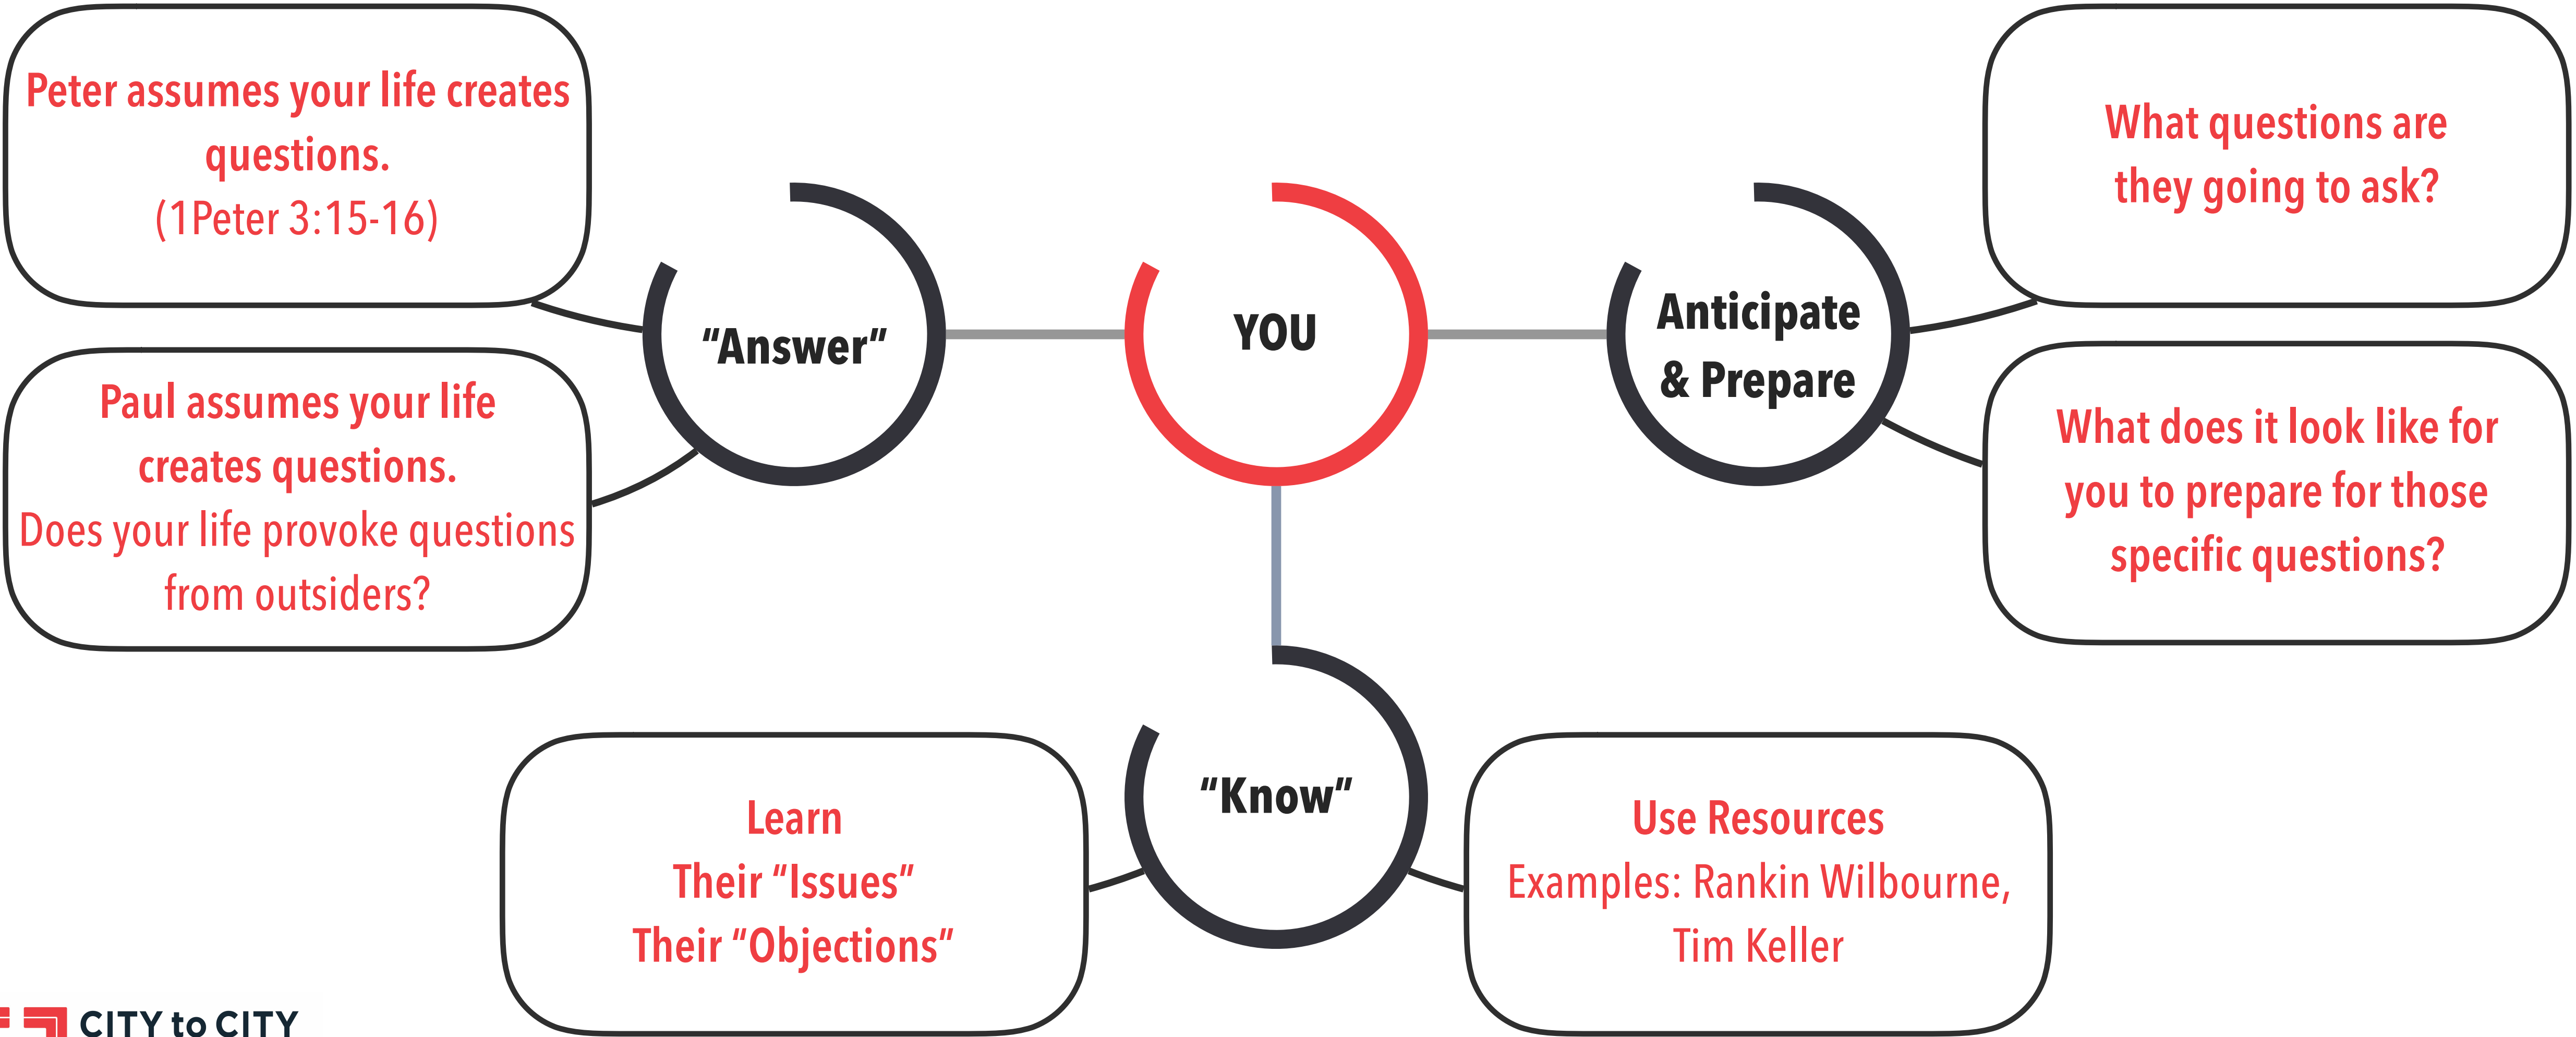 Peter assumes your life creates
questions.
(1Peter 3:15-16)
Paul assumes your life
creates questions.
Does your life provoke questions
from outsiders?
“Answer”
YOU
Anticipate
& Prepare
What questions are
they going to ask?
What does it look like for
you to prepare for those
specific questions?
“Know”
Learn
Their “Issues”
Their “Objections”
Use Resources
Examples: Rankin Wilbourne,
Tim Keller
CITY to CITY